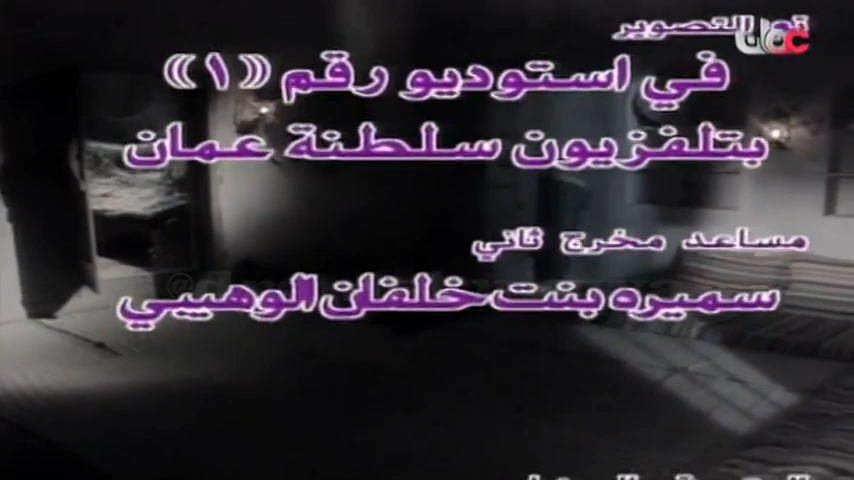 تم التصوير
في استوديو رقم «١»
بتلفزيون سلطنة عمان
مساعد مخرج ثاني
سميره بنت خلفان الوهيبي